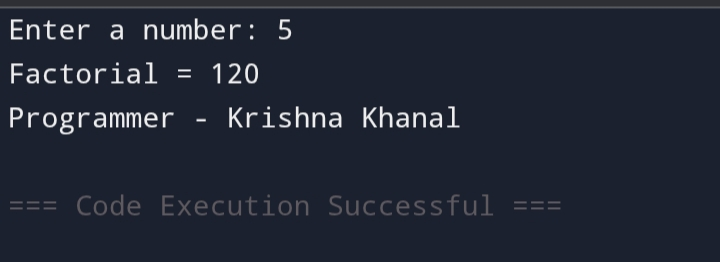 Enter a number: 5
Factorial = 120
Programmer - Krishna Khanal
=== Code Execution Successful ===